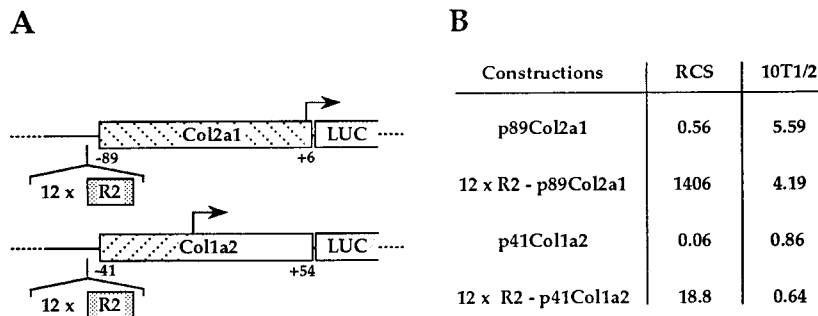 A
Col2a1
LUC
-89
+6
12 x R2
Col1a2
LUC
-41
+54
12 x R2
B
Constructions RCS 10T1/2
p89Col2a1 0.56 5.59
12 x R2 - p89Col2a1 1406 4.19
p41Col1a2 0.06 0.86
12 x R2 - p41Col1a2 18.8 0.64